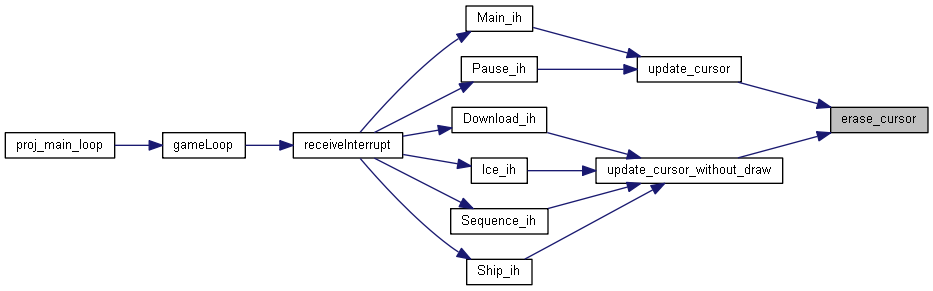 proj_main_loop
gameLoop
receiveInterrupt
Main_ih
Pause_ih
Download_ih
Ice_ih
Sequence_ih
Ship_ih
update_cursor
update_cursor_without_draw
erase_cursor